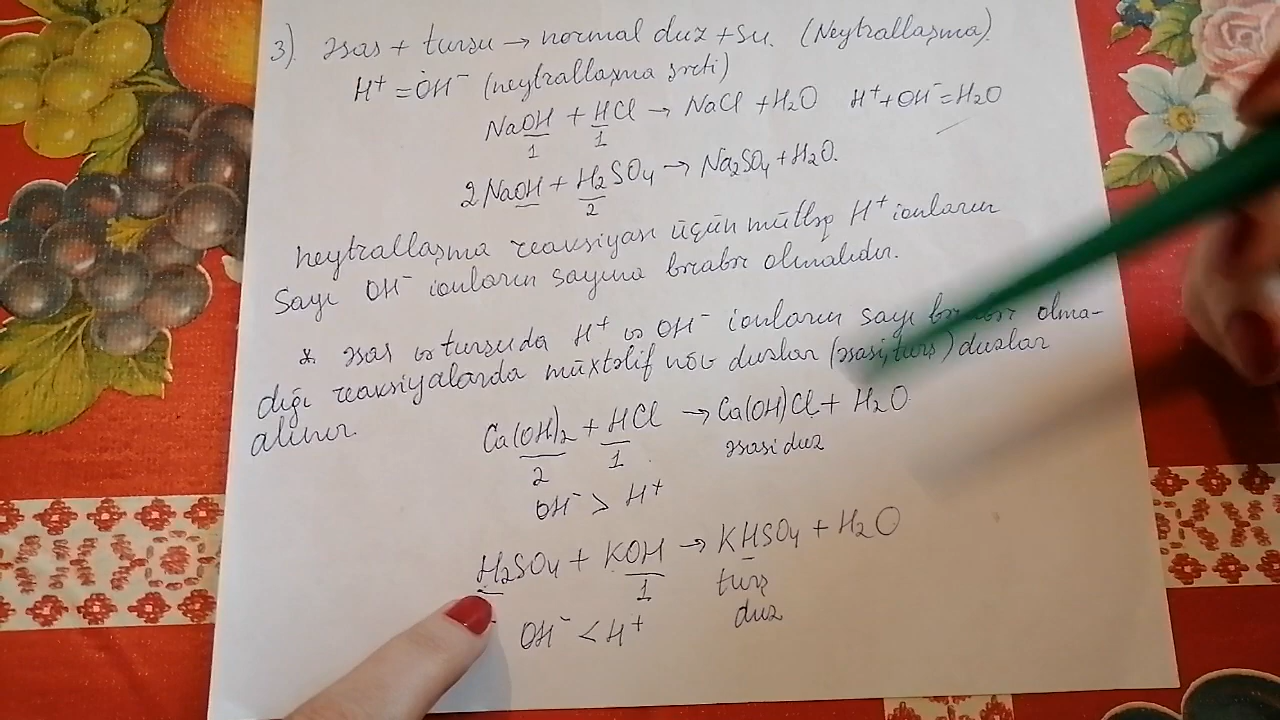 3). əsas + turşu → normal duz + su. (Neytrallaşma).
H⁺ = OH⁻ (neytrallaşma şərti)
NaOH + HCl → NaCl + H₂O H⁺ + OH⁻ = H₂O
1 1
2NaOH + H₂SO₄ → Na₂SO₄ + H₂O.
2
neytrallaşma reaksiyası üçün mütləq H⁺ ionların
sayı OH⁻ ionların sayına bərabər olmalıdır.
* əsas və turşuda H⁺ və OH⁻ ionların sayı bərabər olma-
dığı reaksiyalarda müxtəlif növ duzlar (əsasi, turş) duzlar
alınır
Ca(OH)₂ + HCl → Ca(OH)Cl + H₂O
2 1 əsasi duz
OH⁻ > H⁺
H₂SO₄ + KOH → KHSO₄ + H₂O
1 turş
duz
OH⁻ < H⁺